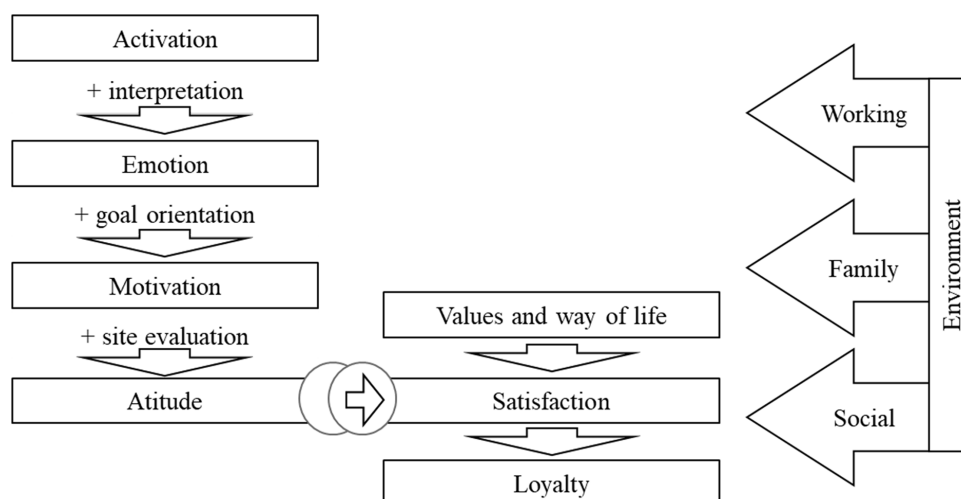 Activation
+ interpretation
Emotion
+ goal orientation
Motivation
+ site evaluation
Atitude
Values and way of life
Satisfaction
Loyalty
Working
Family
Social
Environment